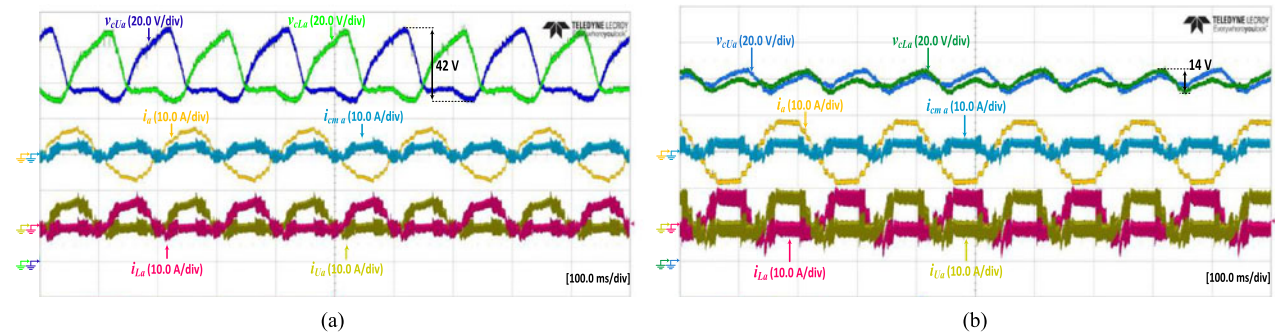 v_cUa (20.0 V/div) v_cLa (20.0 V/div) TELEDYNE LECROY
Everywhereyoulook
42 V
i_a (10.0 A/div) i_cm a (10.0 A/div)
i_La (10.0 A/div) i_Ua (10.0 A/div)
[100.0 ms/div]
(a)
TELEDYNE LECROY
Everywhereyoulook
v_cUa (20.0 V/div) v_cLa (20.0 V/div)
14 V
i_a (10.0 A/div)
i_cm a (10.0 A/div)
i_La (10.0 A/div) i_Ua (10.0 A/div)
[100.0 ms/div]
(b)